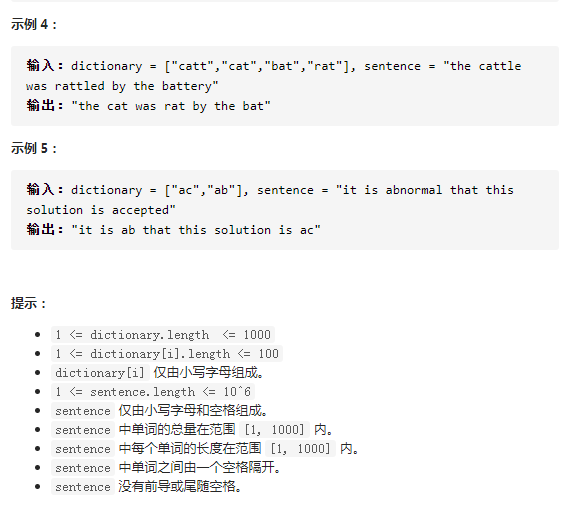 示例 4：
输入：dictionary = ["catt","cat","bat","rat"], sentence = "the cattle
was rattled by the battery"
输出："the cat was rat by the bat"
示例 5：
输入：dictionary = ["ac","ab"], sentence = "it is abnormal that this
solution is accepted"
输出："it is ab that this solution is ac"
提示：
1 <= dictionary.length <= 1000
1 <= dictionary[i].length <= 100
dictionary[i] 仅由小写字母组成。
1 <= sentence.length <= 10^6
sentence 仅由小写字母和空格组成。
sentence 中单词的总量在范围 [1, 1000] 内。
sentence 中每个单词的长度在范围 [1, 1000] 内。
sentence 中单词之间由一个空格隔开。
sentence 没有前导或尾随空格。